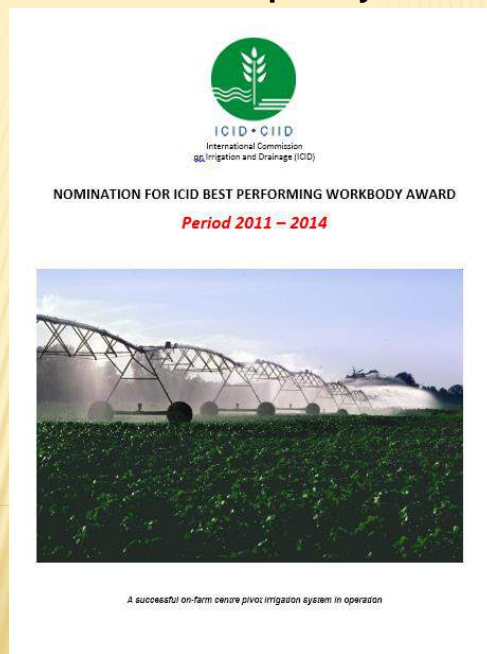 ICID • CIID
International Commission
on Irrigation and Drainage (ICID)
NOMINATION FOR ICID BEST PERFORMING WORKBODY AWARD
Period 2011 – 2014
A successful on-farm centre pivot irrigation system in operation